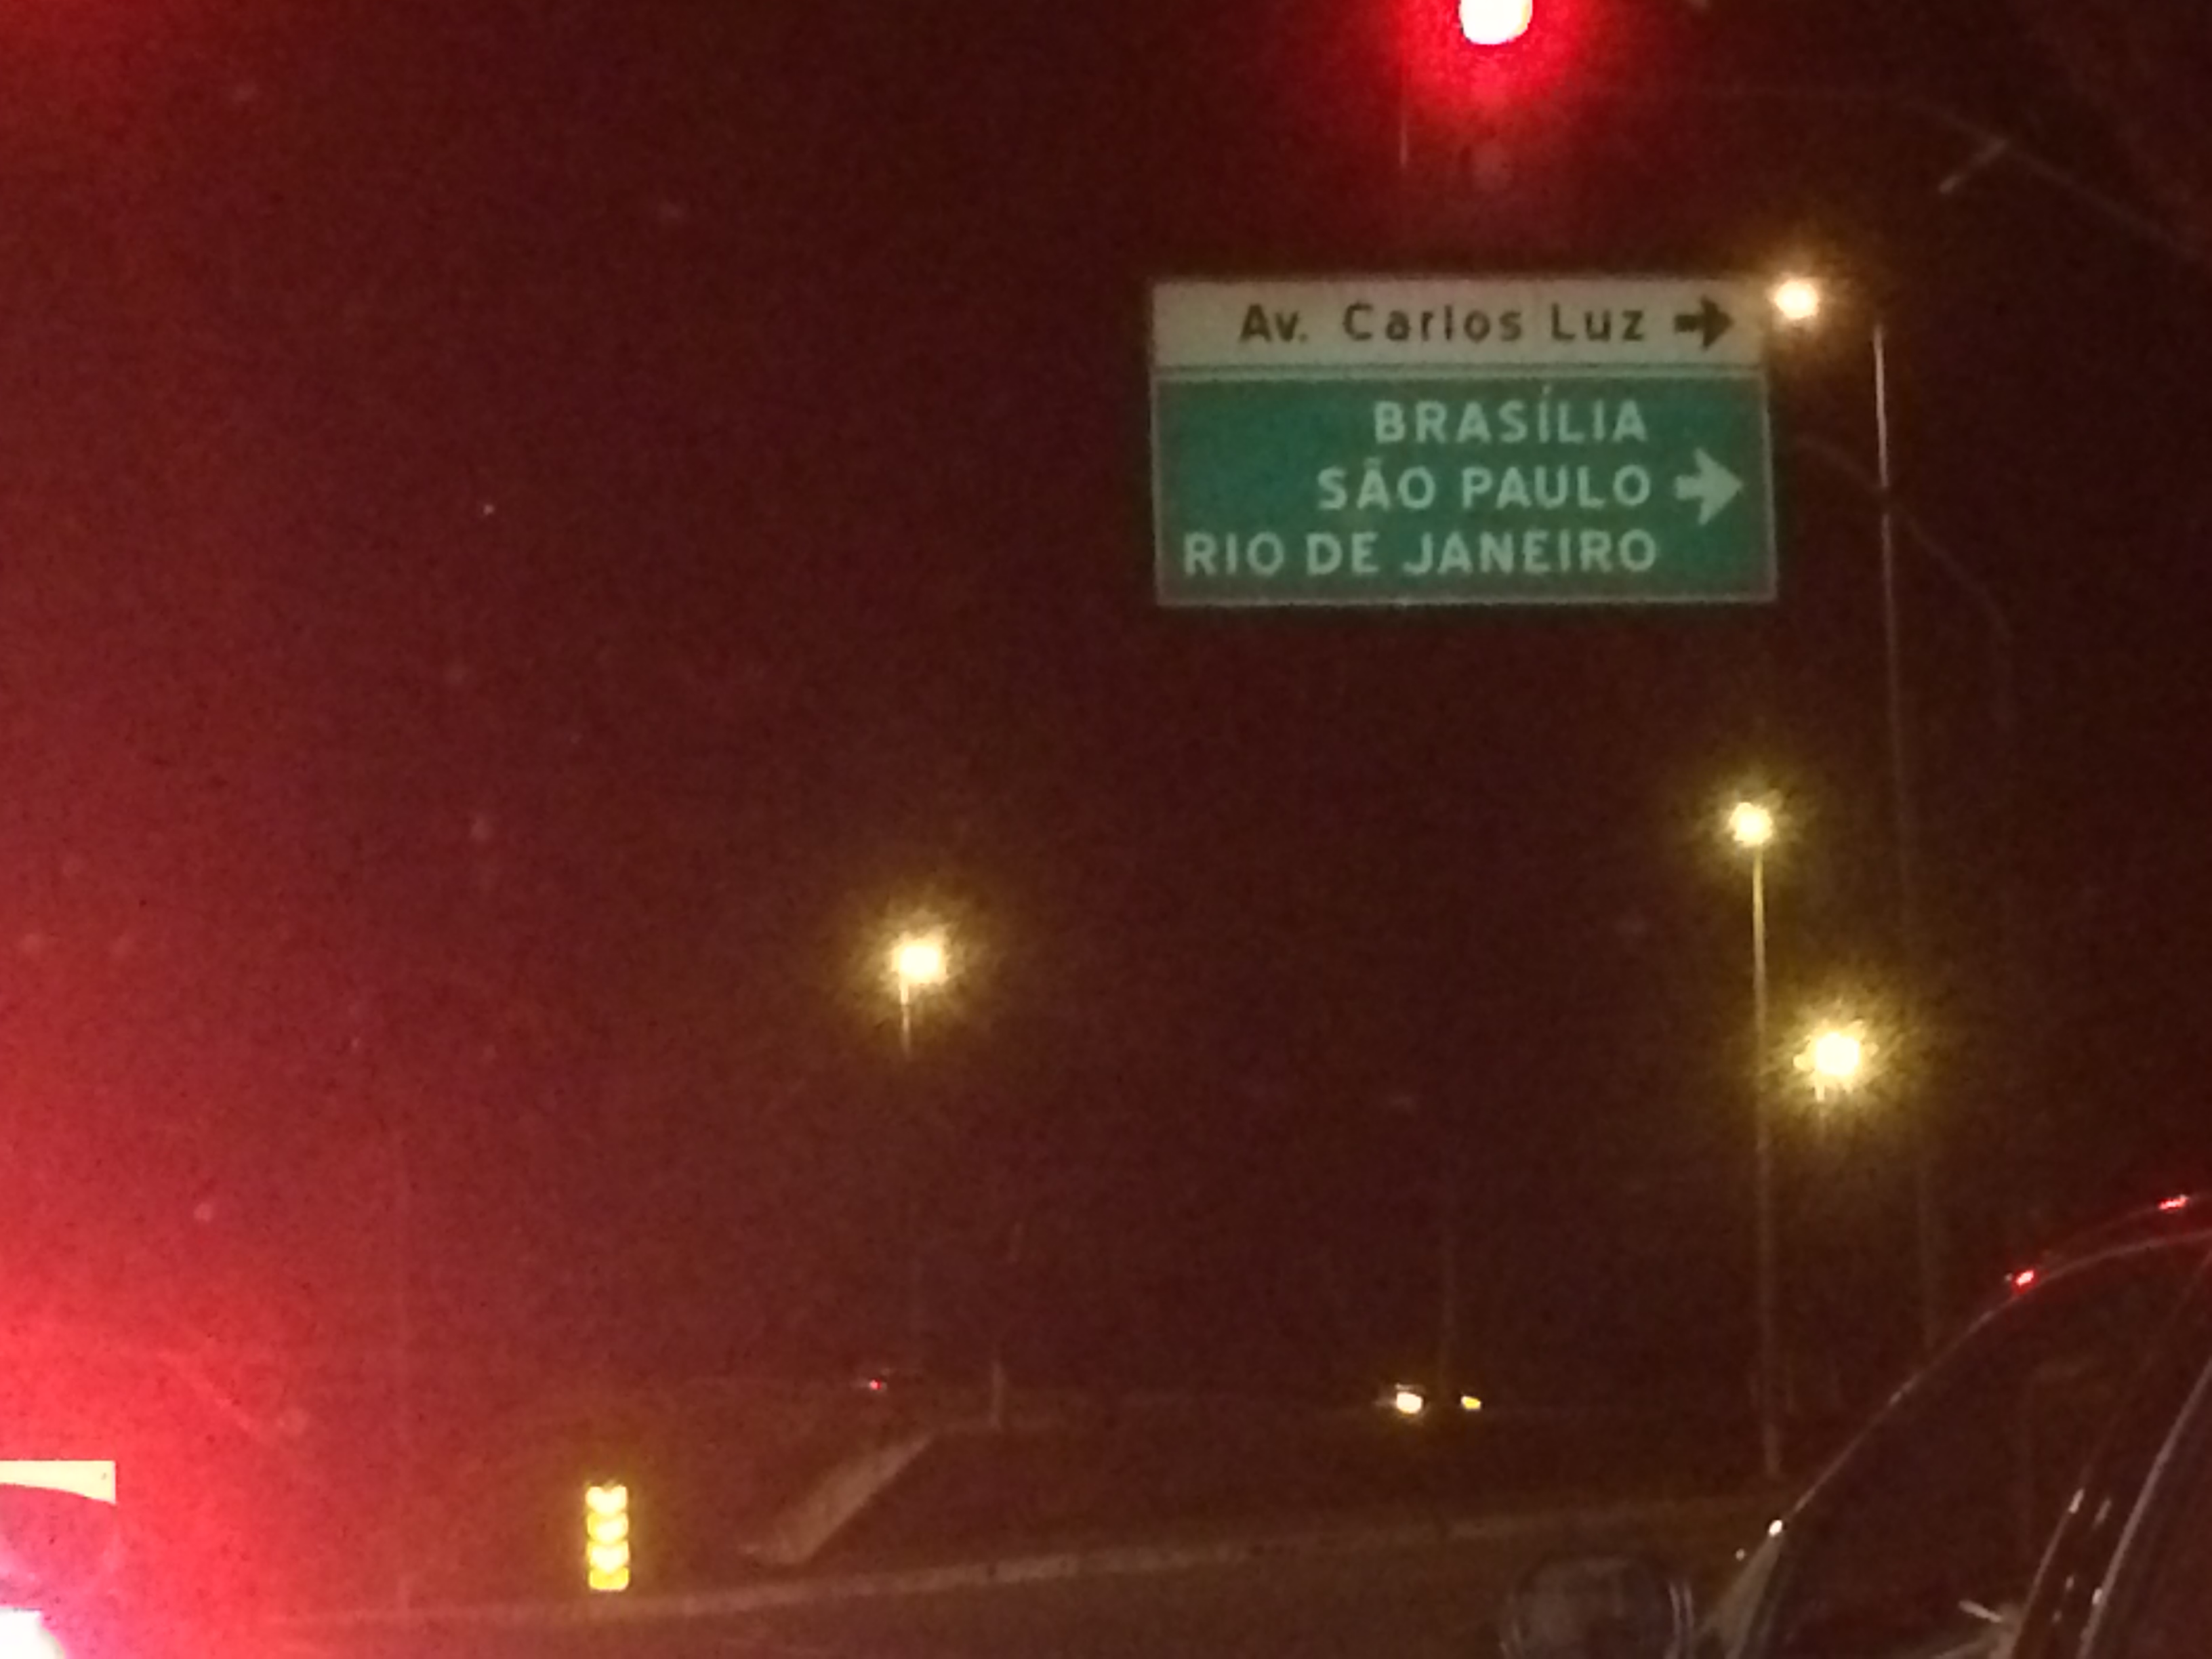 Av. Carlos Luz
BRASÍLIA
SÃO PAULO
RIO DE JANEIRO